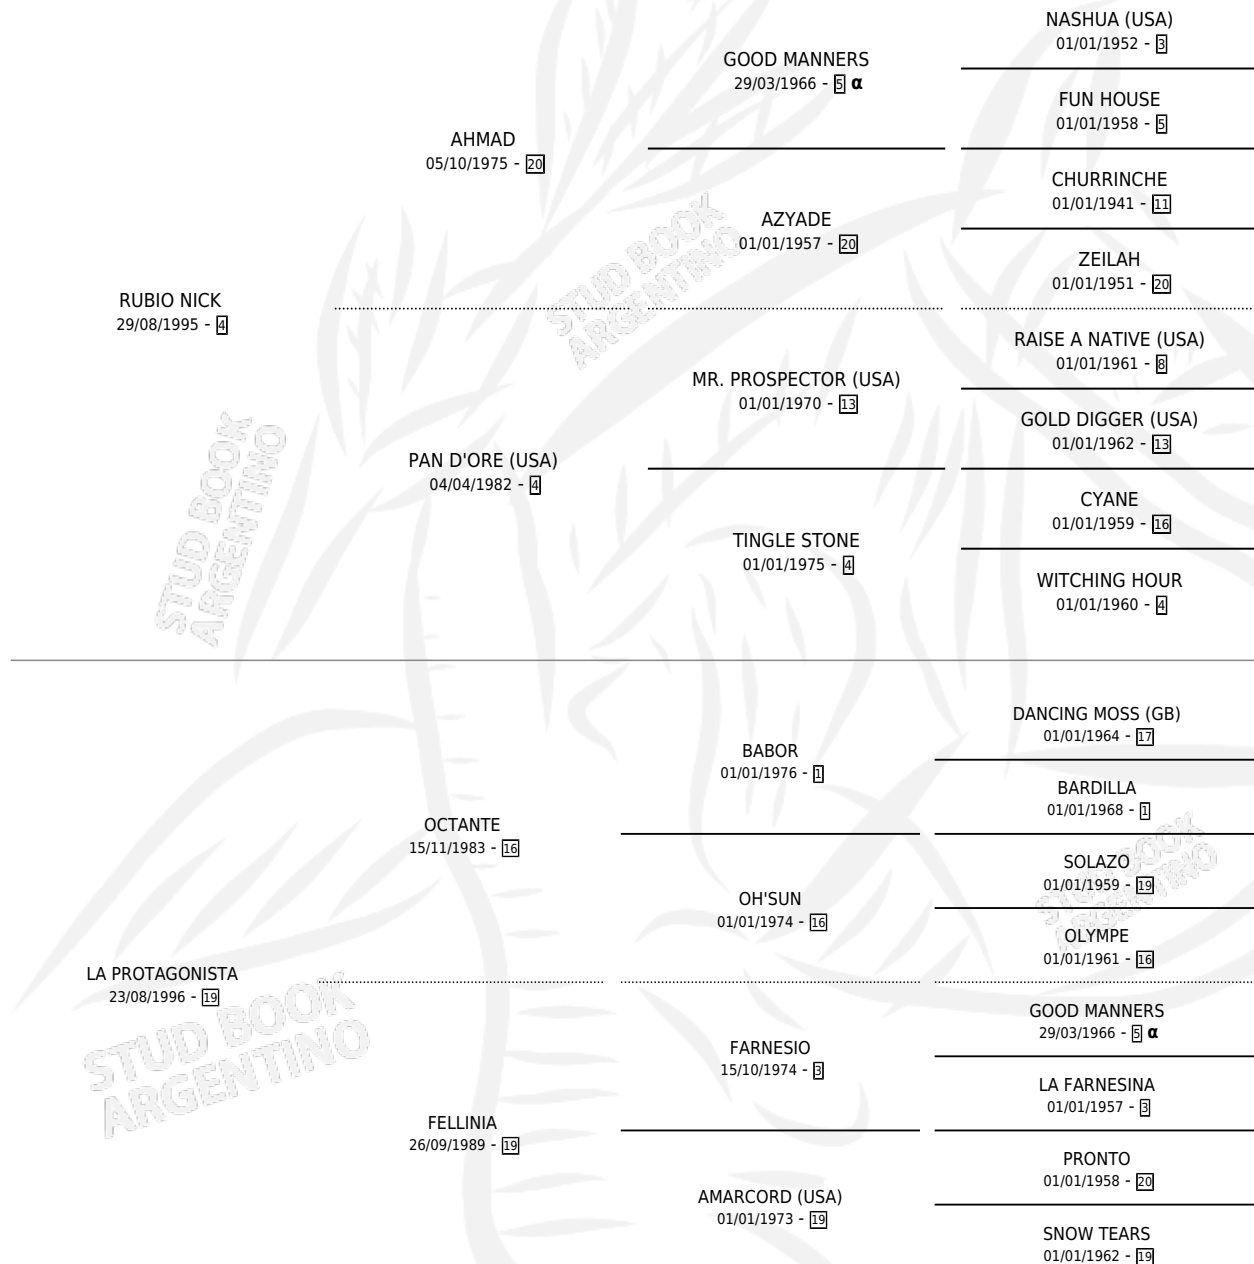 NASHUA (USA)
01/01/1952 - 3
GOOD MANNERS
29/03/1966 - 5 α
FUN HOUSE
01/01/1958 - 5
AHMAD
05/10/1975 - 20
CHURRINCHE
01/01/1941 - 11
AZYADE
01/01/1957 - 20
ZEILAH
01/01/1951 - 20
RUBIO NICK
29/08/1995 - 4
RAISE A NATIVE (USA)
01/01/1961 - 8
MR. PROSPECTOR (USA)
01/01/1970 - 13
GOLD DIGGER (USA)
01/01/1962 - 13
PAN D'ORE (USA)
04/04/1982 - 4
CYANE
01/01/1959 - 16
TINGLE STONE
01/01/1975 - 4
WITCHING HOUR
01/01/1960 - 4
DANCING MOSS (GB)
01/01/1964 - 17
BABOR
01/01/1976 - 1
BARDILLA
01/01/1968 - 1
OCTANTE
15/11/1983 - 16
SOLAZO
01/01/1959 - 19
OH'SUN
01/01/1974 - 16
OLYMPE
01/01/1961 - 16
LA PROTAGONISTA
23/08/1996 - 19
GOOD MANNERS
29/03/1966 - 5 α
FARNESIO
15/10/1974 - 3
LA FARNESINA
01/01/1957 - 3
FELLINIA
26/09/1989 - 19
PRONTO
01/01/1958 - 20
AMARCORD (USA)
01/01/1973 - 19
SNOW TEARS
01/01/1962 - 19
STUD BOOK
ARGENTINO
STUD BOOK
ARGENTINO
STUD BOOK
ARGENTINO
STUD BOOK
ARGENTINO